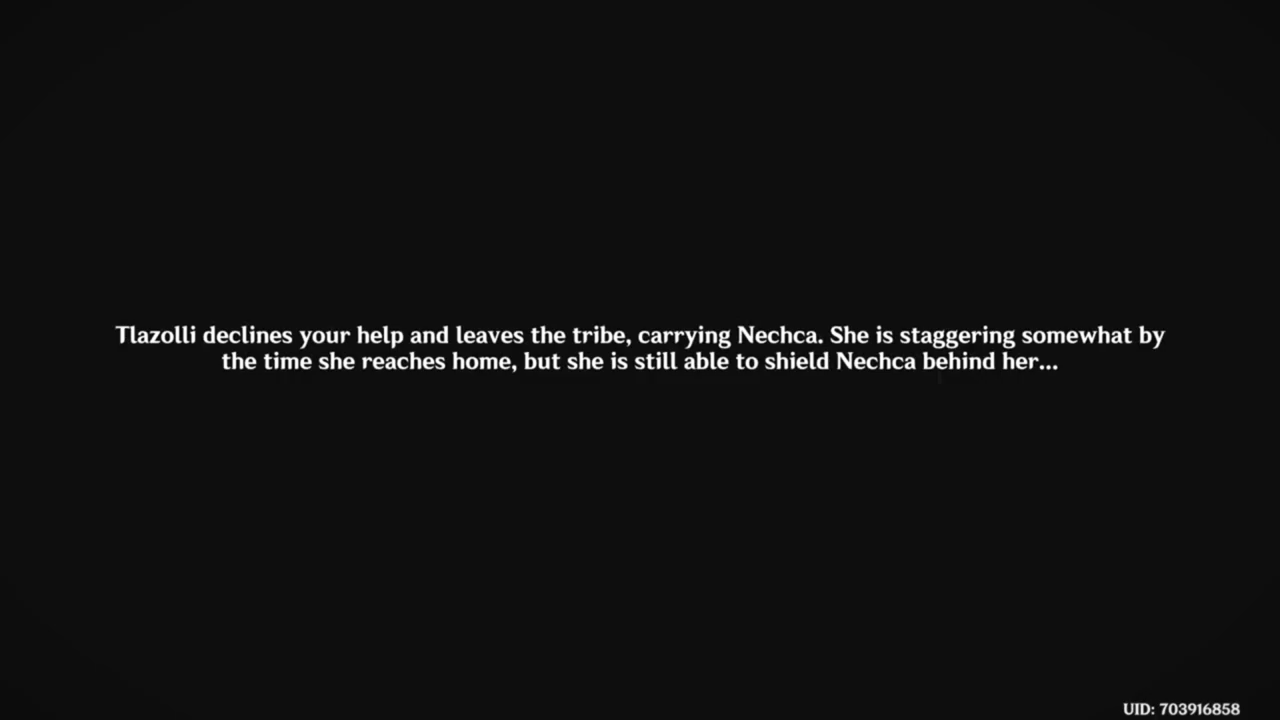 Tlazolli declines your help and leaves the tribe, carrying Nechca. She is staggering somewhat by
the time she reaches home, but she is still able to shield Nechca behind her...
UID: 703916858